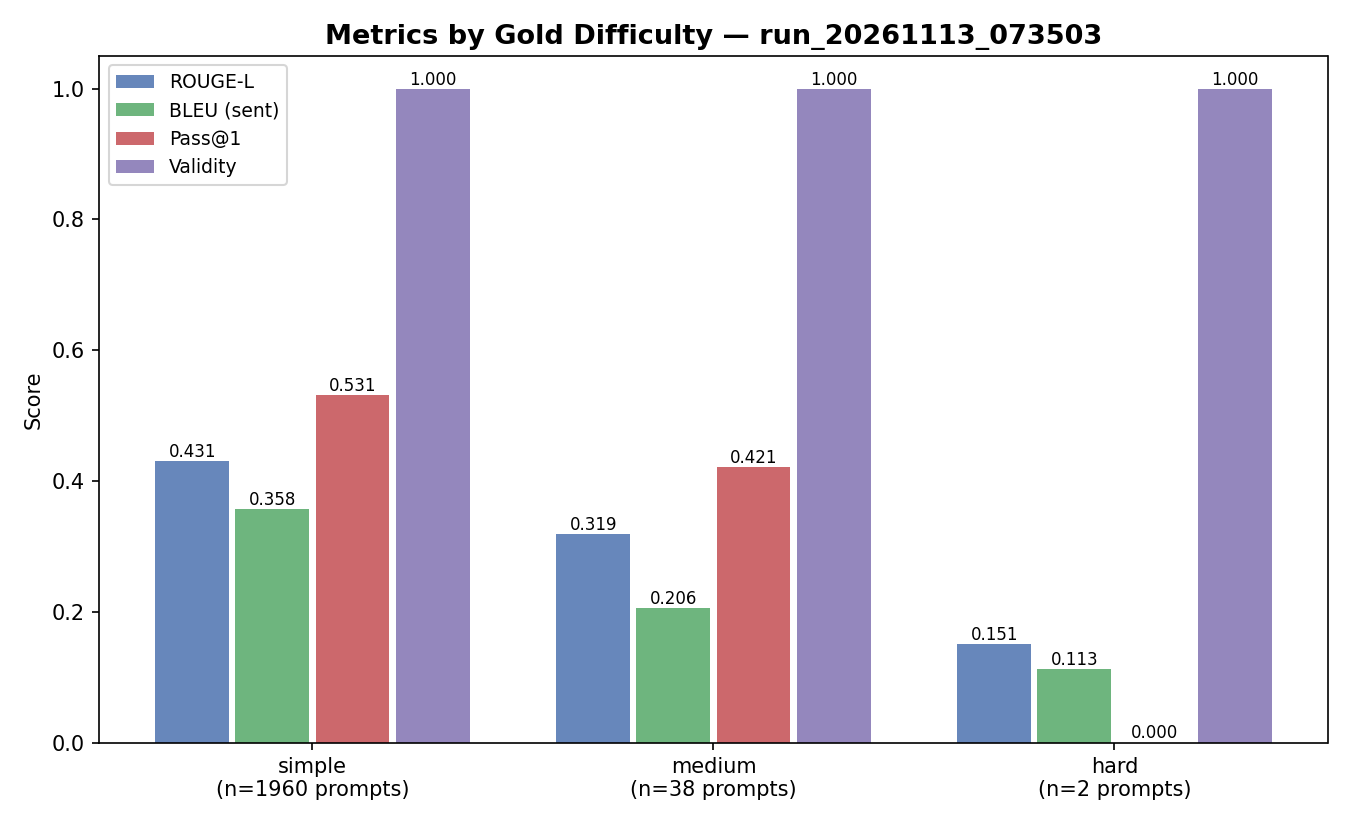 Metrics by Gold Difficulty — run_20261113_073503
ROUGE-L
BLEU (sent)
Pass@1
Validity
Score
1.0
0.8
0.6
0.4
0.2
0.0
0.431
0.358
0.531
1.000
0.319
0.206
0.421
1.000
0.151
0.113
0.000
1.000
simple
(n=1960 prompts)
medium
(n=38 prompts)
hard
(n=2 prompts)